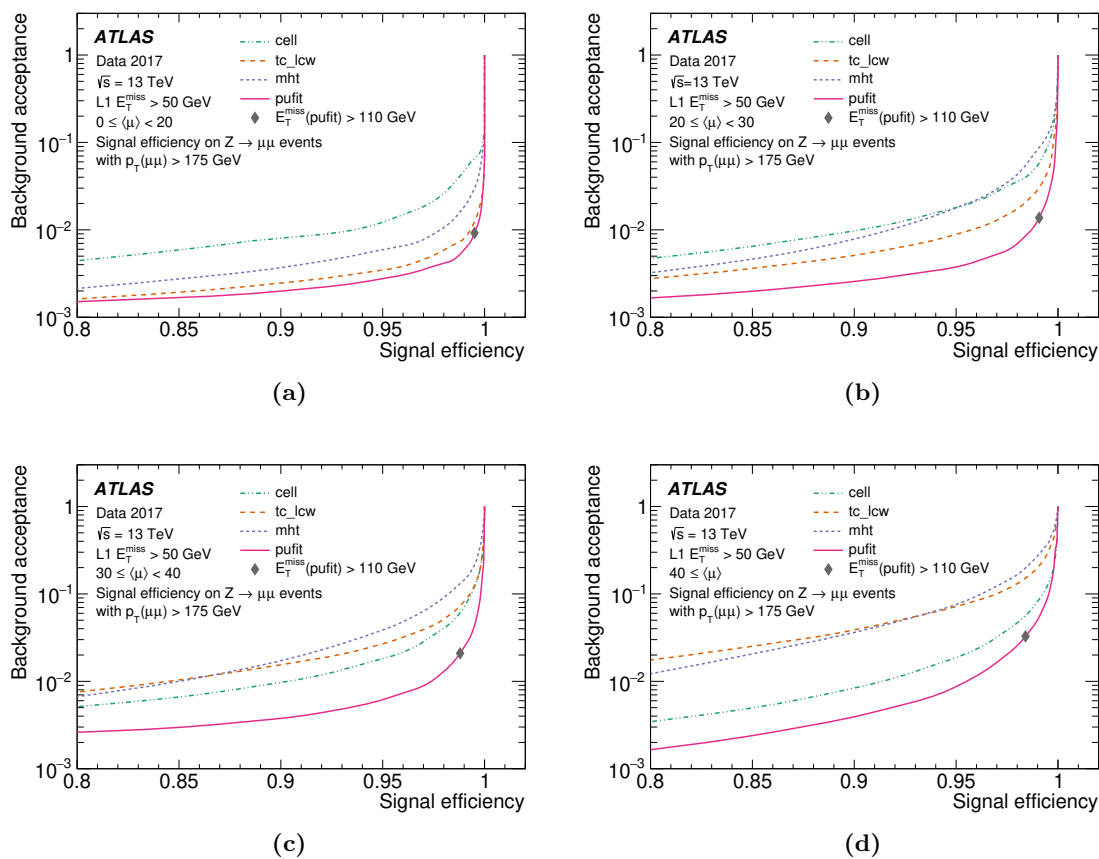 Background acceptance
ATLAS
Data 2017
√s = 13 TeV
L1 E_T^miss > 50 GeV
0 ≤ ⟨μ⟩ < 20
Signal efficiency on Z → μμ events
with p_T(μμ) > 175 GeV
cell
tc_lcw
mht
pufit
E_T^miss(pufit) > 110 GeV
1
10⁻¹
10⁻²
10⁻³
0.8 0.85 0.9 0.95 1
Signal efficiency
(a)
Background acceptance
ATLAS
Data 2017
√s=13 TeV
L1 E_T^miss > 50 GeV
20 ≤ ⟨μ⟩ < 30
Signal efficiency on Z → μμ events
with p_T(μμ) > 175 GeV
cell
tc_lcw
mht
pufit
E_T^miss(pufit) > 110 GeV
1
10⁻¹
10⁻²
10⁻³
0.8 0.85 0.9 0.95 1
Signal efficiency
(b)
Background acceptance
ATLAS
Data 2017
√s = 13 TeV
L1 E_T^miss > 50 GeV
30 ≤ ⟨μ⟩ < 40
Signal efficiency on Z → μμ events
with p_T(μμ) > 175 GeV
cell
tc_lcw
mht
pufit
E_T^miss(pufit) > 110 GeV
1
10⁻¹
10⁻²
10⁻³
0.8 0.85 0.9 0.95 1
Signal efficiency
(c)
Background acceptance
ATLAS
Data 2017
√s = 13 TeV
L1 E_T^miss > 50 GeV
40 ≤ ⟨μ⟩
Signal efficiency on Z → μμ events
with p_T(μμ) > 175 GeV
cell
tc_lcw
mht
pufit
E_T^miss(pufit) > 110 GeV
1
10⁻¹
10⁻²
10⁻³
0.8 0.85 0.9 0.95 1
Signal efficiency
(d)